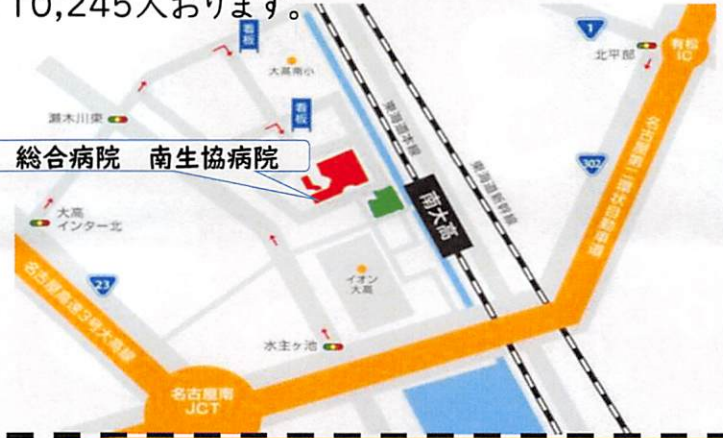 10,245人おります。
看板
大高南小
1
北平部
有松
IC
瀬木川東
看板
東海道本線
総合病院 南生協病院
302
名古屋第二環状自動車道
東海道新幹線
南大高
大高
インター北
23
イオン
大高
名古屋高速3号大高線
水主ヶ池
名古屋南
JCT